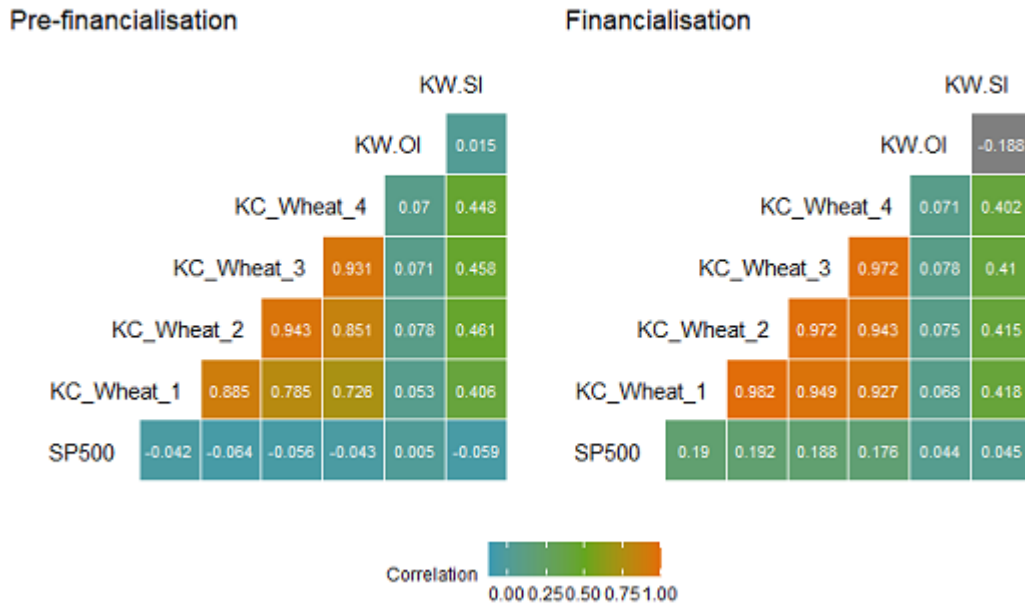 Pre-financialisation Financialisation
KW.SI KW.SI
KW.OI 0.015 KW.OI -0.188
KC_Wheat_4 0.07 0.448 KC_Wheat_4 0.071 0.402
KC_Wheat_3 0.931 0.071 0.458 KC_Wheat_3 0.972 0.078 0.41
KC_Wheat_2 0.943 0.851 0.078 0.461 KC_Wheat_2 0.972 0.943 0.075 0.415
KC_Wheat_1 0.885 0.785 0.726 0.053 0.406 KC_Wheat_1 0.982 0.949 0.927 0.068 0.418
SP500 -0.042 -0.064 -0.056 -0.043 0.005 -0.059 SP500 0.19 0.192 0.188 0.176 0.044 0.045
Correlation
0.00 0.25 0.50 0.75 1.00